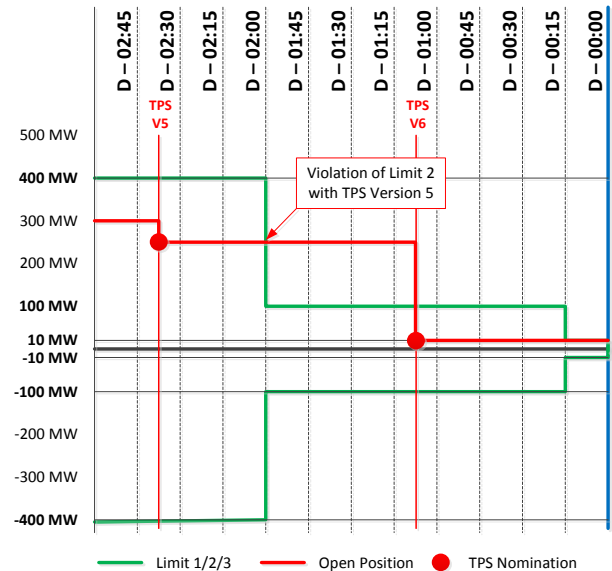 D – 02:45
D – 02:30
D – 02:15
D – 02:00
D – 01:45
D – 01:30
D – 01:15
D – 01:00
D – 00:45
D – 00:30
D – 00:15
D – 00:00
TPS
V5
TPS
V6
500 MW
400 MW
300 MW
200 MW
100 MW
10 MW
-10 MW
-100 MW
-200 MW
-300 MW
-400 MW
Violation of Limit 2
with TPS Version 5
Limit 1/2/3
Open Position
TPS Nomination